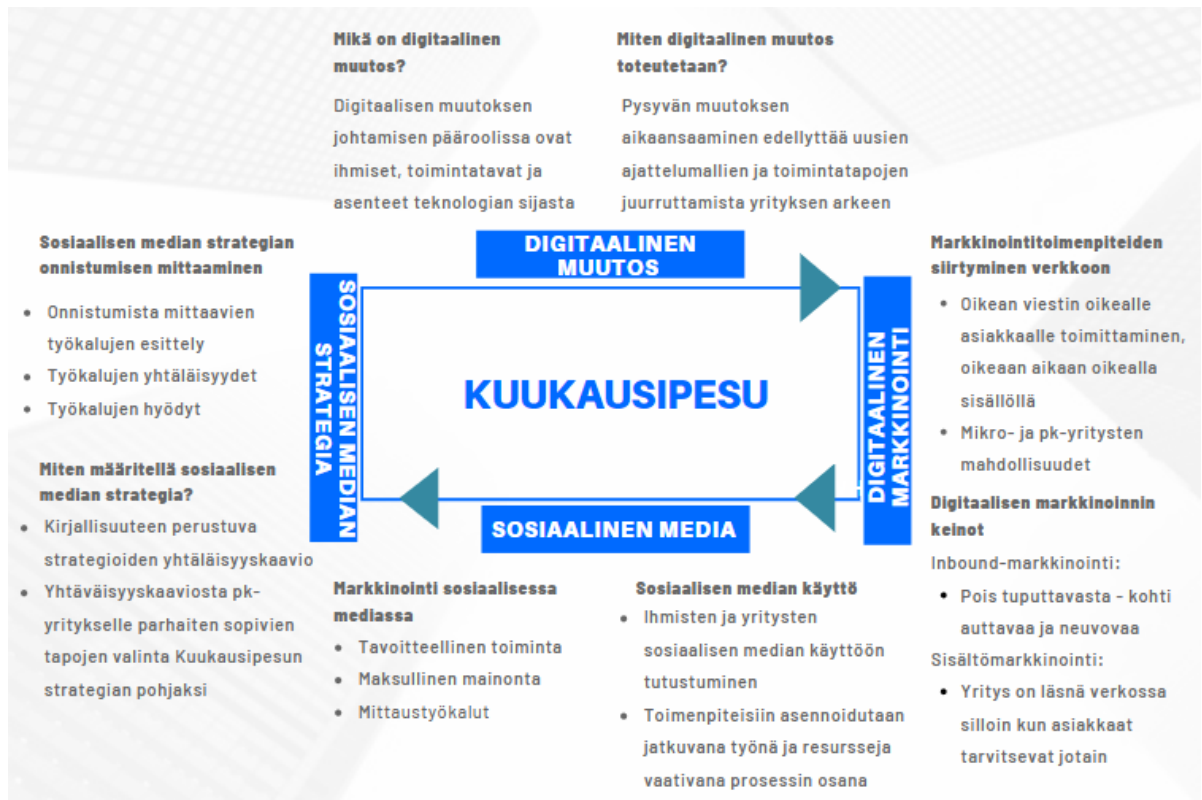 Mikä on digitaalinen
muutos?
Digitaalisen muutoksen
johtamisen pääroolissa ovat
ihmiset, toimintatavat ja
asenteet teknologian sijasta
Miten digitaalinen muutos
toteutetaan?
Pysyvän muutoksen
aikaansaaminen edellyttää uusien
ajattelumallien ja toimintatapojen
juurruttamista yrityksen arkeen
DIGITAALINEN
MUUTOS
Sosiaalisen median strategian
onnistumisen mittaaminen
• Onnistumista mittaavien
työkalujen esittely
• Työkalujen yhtäläisyydet
• Työkalujen hyödyt
Miten määritellä sosiaalisen
median strategia?
• Kirjallisuuteen perustuva
strategioiden yhtäläisyyskaavio
• Yhtäväisyyskaaviosta pk-
yritykselle parhaiten sopivien
tapojen valinta Kuukausipesun
strategian pohjaksi
SOSIAALISEN MEDIAN
STRATEGIA
KUUKAUSIPESU
DIGITAALINEN
MARKKINOINTI
Markkinointitoimenpiteiden
siirtyminen verkkoon
• Oikean viestin oikealle
asiakkaalle toimittaminen,
oikeaan aikaan oikealla
sisällöllä
• Mikro- ja pk-yritysten
mahdollisuudet
Digitaalisen markkinoinnin
keinot
Inbound-markkinointi:
• Pois tuputtavasta - kohti
auttavaa ja neuvovaa
Sisältömarkkinointi:
• Yritys on läsnä verkossa
silloin kun asiakkaat
tarvitsevat jotain
SOSIAALINEN MEDIA
Markkinointi sosiaalisessa
mediassa
• Tavoitteellinen toiminta
• Maksullinen mainonta
• Mittaustyökalut
Sosiaalisen median käyttö
• Ihmisten ja yritysten
sosiaalisen median käyttöön
tutustuminen
• Toimenpiteisiin asennoidutaan
jatkuvana työnä ja resursseja
vaativana prosessin osana